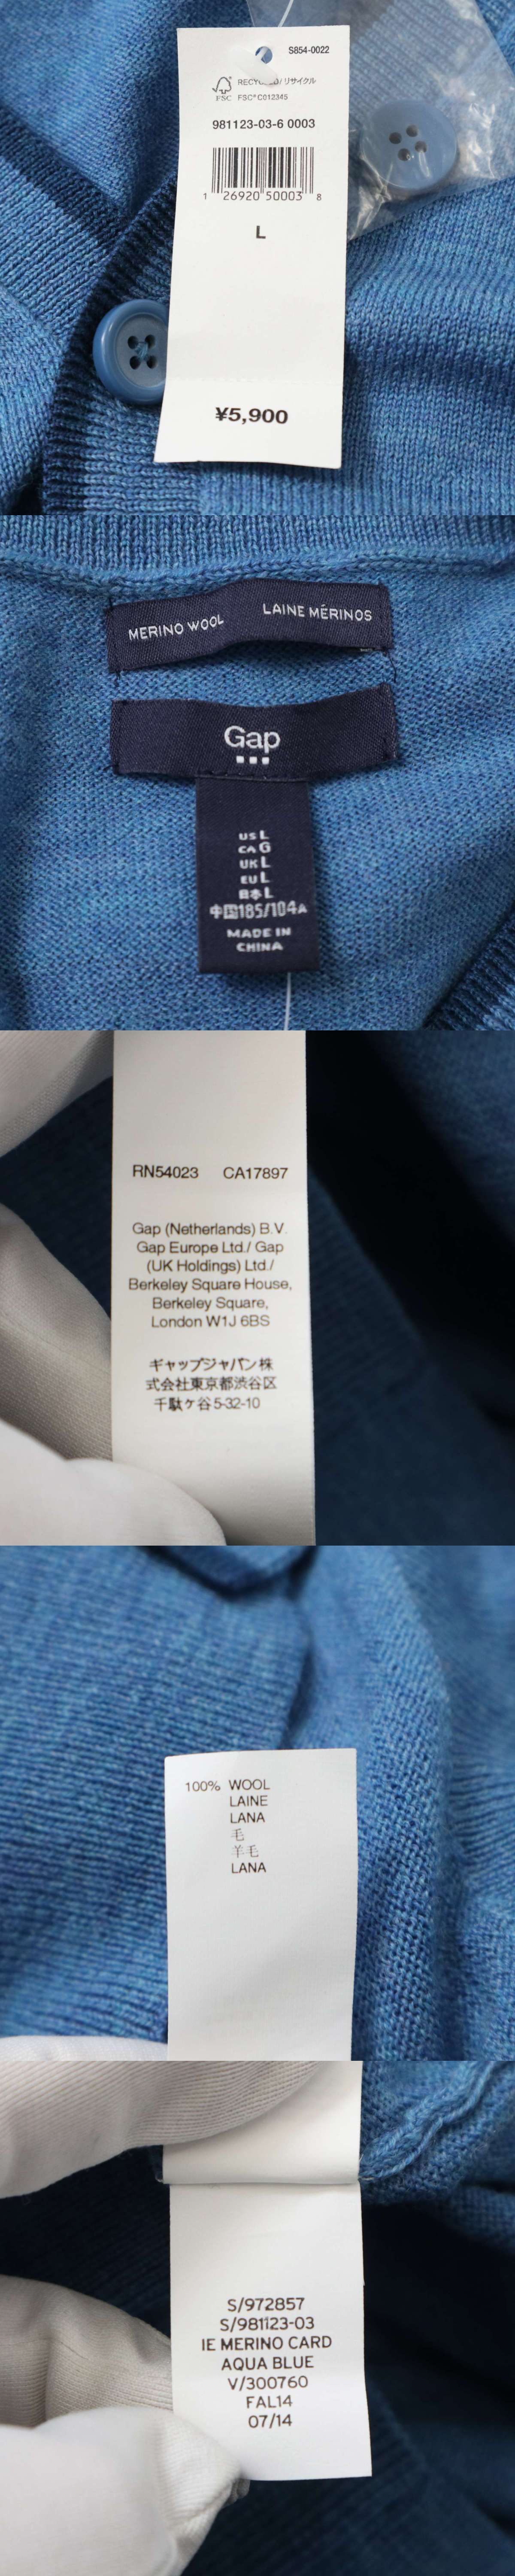 S854-0022
RECYCLED/リサイクル
FSC
FSC® C012345
981123-03-6 0003
1 26920 50003 8
L
¥5,900
MERINO WOOL LAINE MÉRINOS
Gap
US L
CA G
UK L
EU L
日本 L
中国 185/104A
MADE IN
CHINA
RN54023 CA17897
Gap (Netherlands) B.V.
Gap Europe Ltd./ Gap
(UK Holdings) Ltd./
Berkeley Square House,
Berkeley Square,
London W1J 6BS
ギャップジャパン株
式会社東京都渋谷区
千駄ケ谷5-32-10
100% WOOL
LAINE
LANA
毛
羊毛
LANA
S/972857
S/981123-03
IE MERINO CARD
AQUA BLUE
V/300760
FAL14
07/14